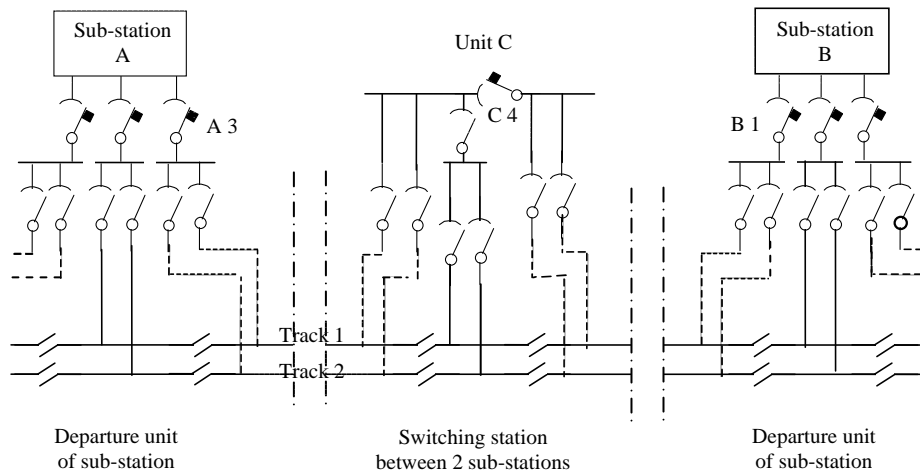 Sub-station
A
Unit C
Sub-station
B
A 3
C 4
B 1
Track 1
Track 2
Departure unit
of sub-station
Switching station
between 2 sub-stations
Departure unit
of sub-station